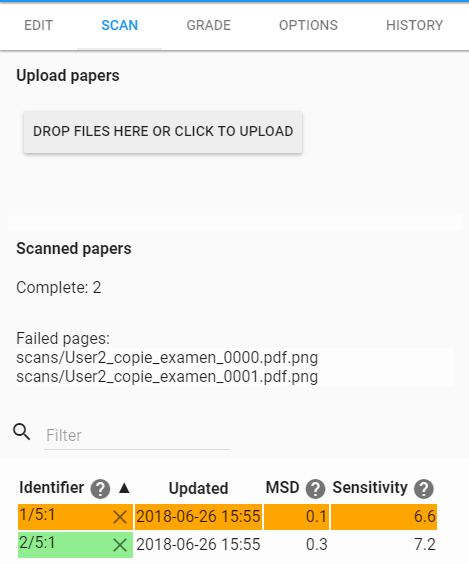 EDIT SCAN GRADE OPTIONS HISTORY
Upload papers
DROP FILES HERE OR CLICK TO UPLOAD
Scanned papers
Complete: 2
Failed pages:
scans/User2_copie_examen_0000.pdf.png
scans/User2_copie_examen_0001.pdf.png
Filter
Identifier ? ▲ Updated MSD ? Sensitivity ?
1/5:1 2018-06-26 15:55 0.1 6.6
2/5:1 2018-06-26 15:55 0.3 7.2